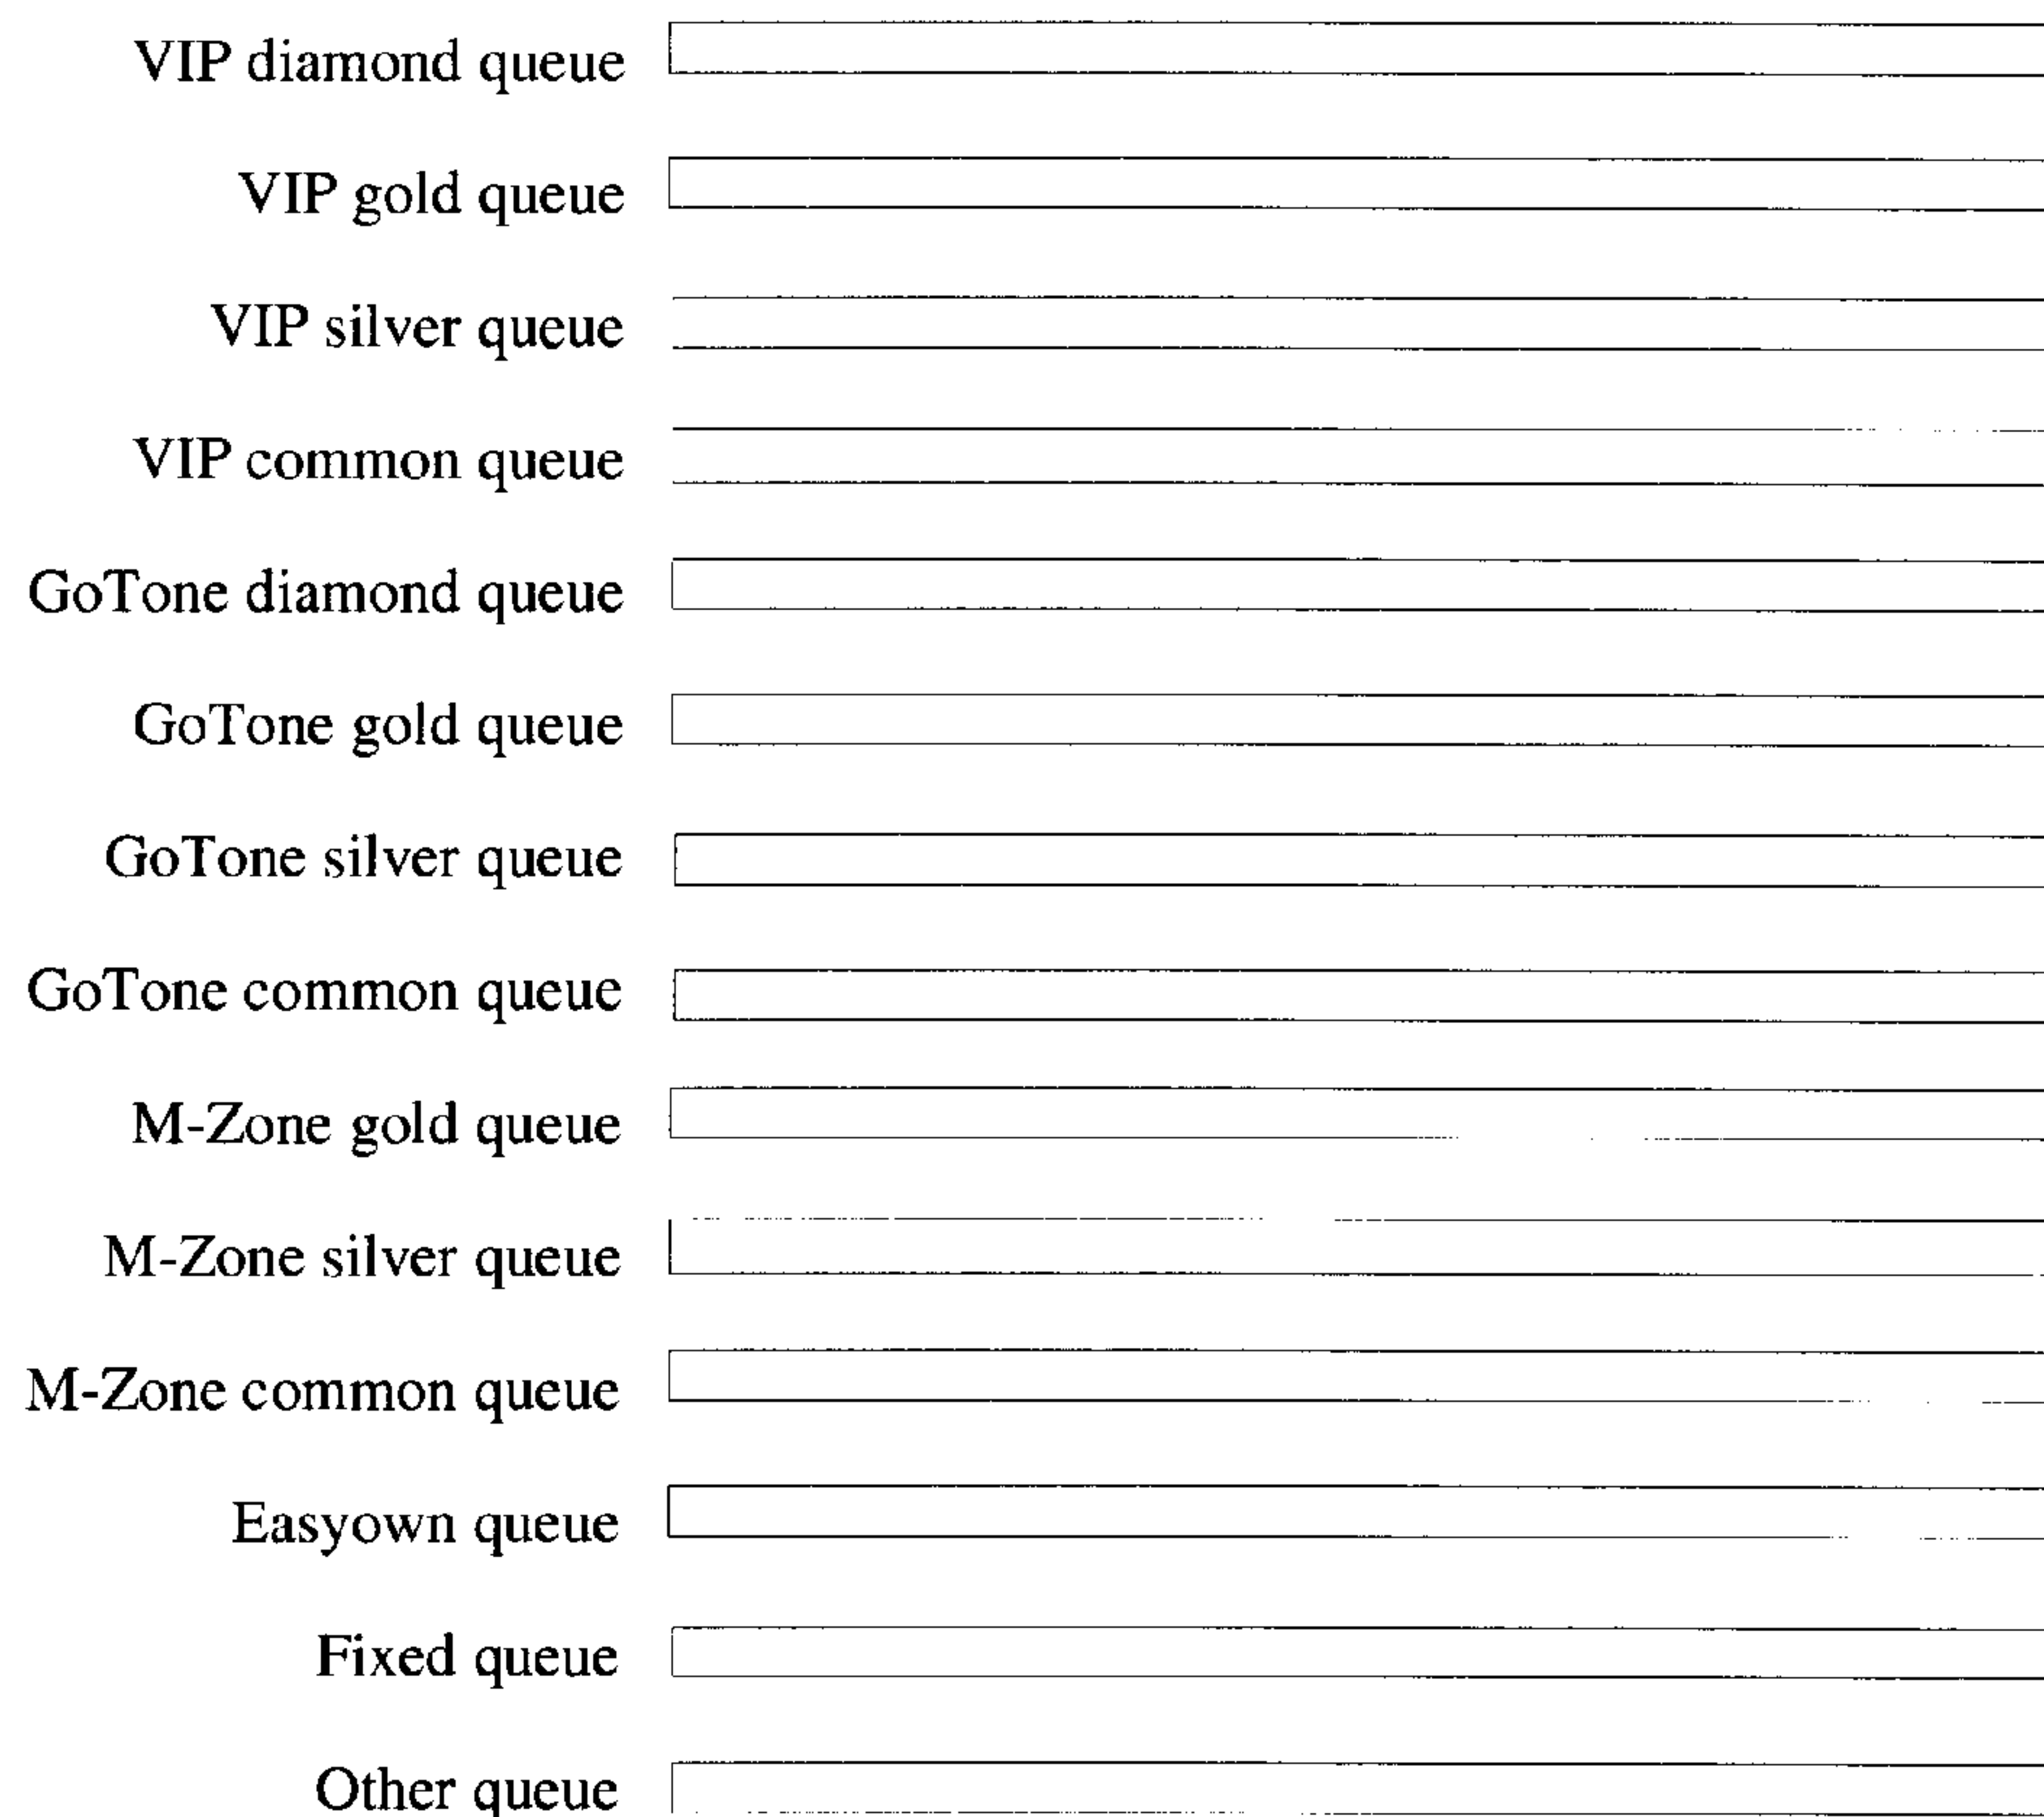 VIP diamond queue
VIP gold queue
VIP silver queue
VIP common queue
GoTone diamond queue
GoTone gold queue
GoTone silver queue
GoTone common queue
M-Zone gold queue
M-Zone silver queue
M-Zone common queue
Easyown queue
Fixed queue
Other queue